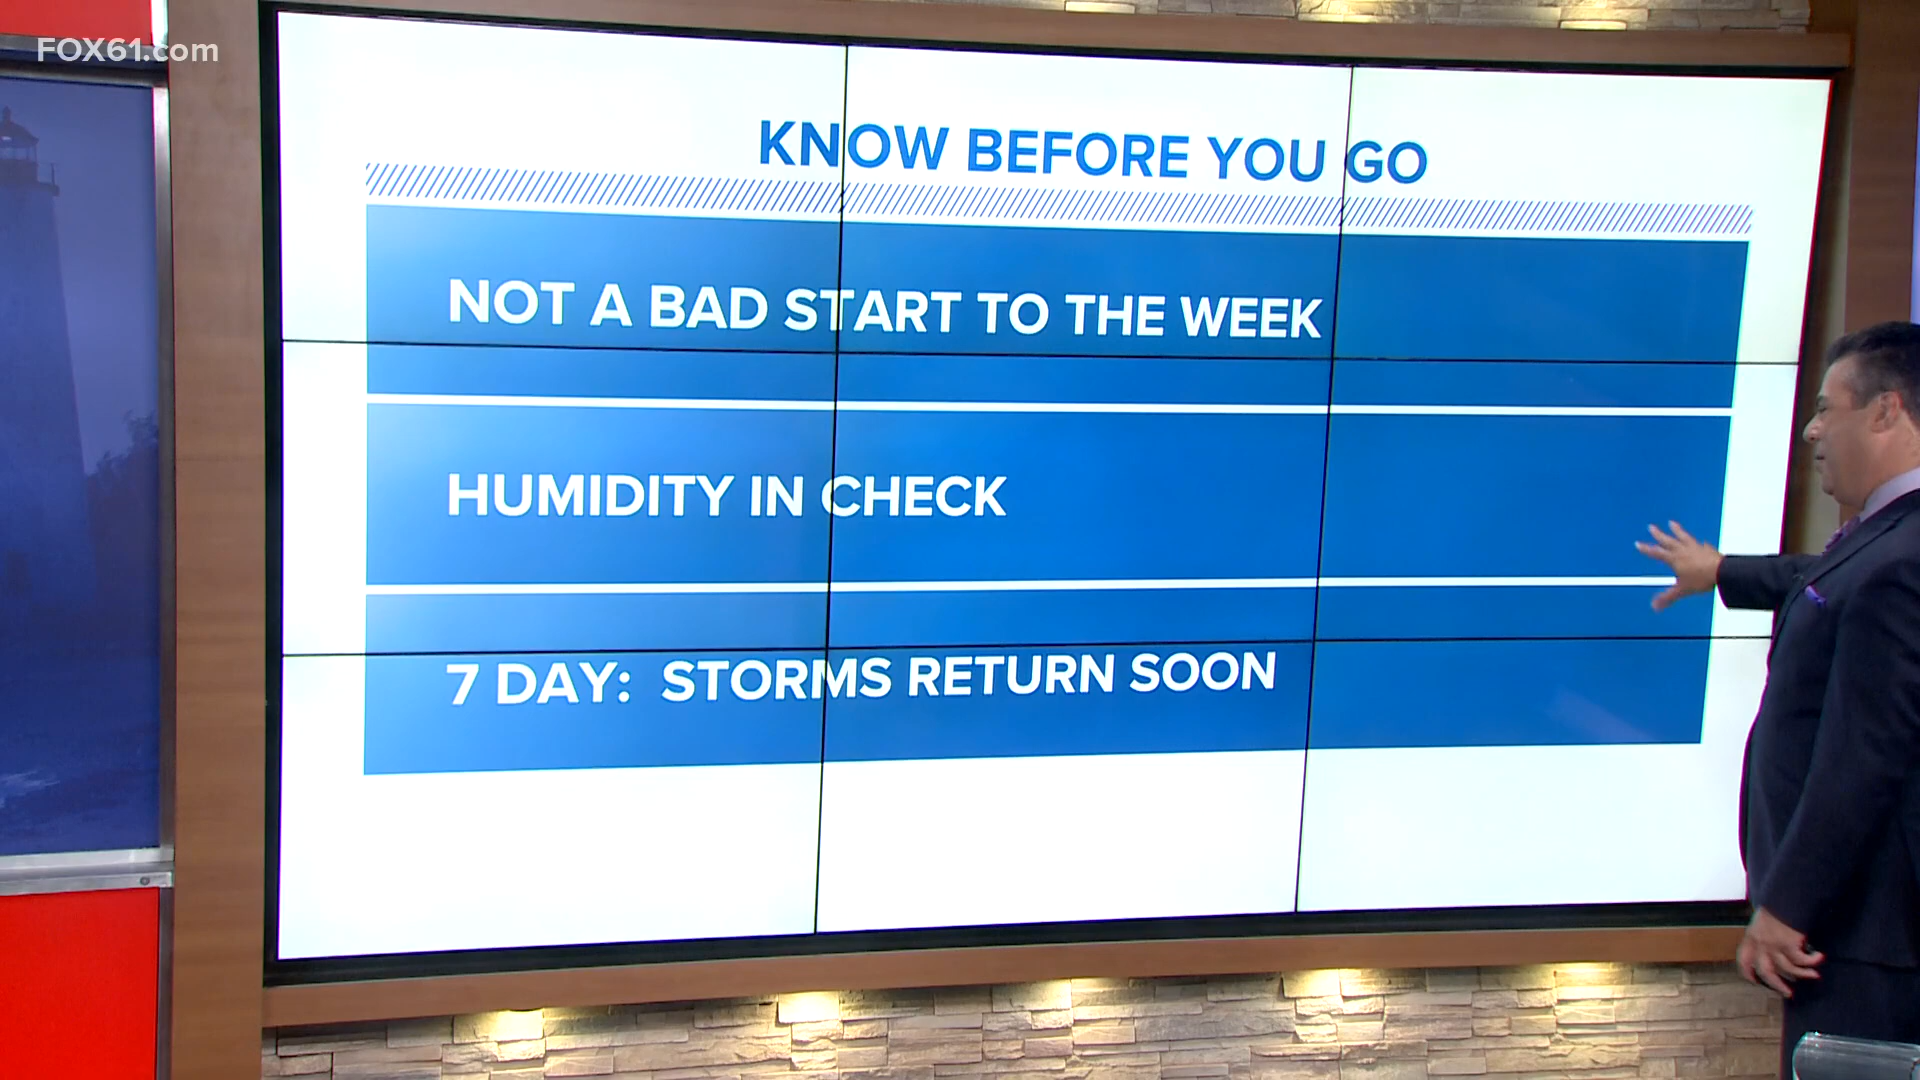 FOX61.com
KNOW BEFORE YOU GO
NOT A BAD START TO THE WEEK
HUMIDITY IN CHECK
7 DAY: STORMS RETURN SOON